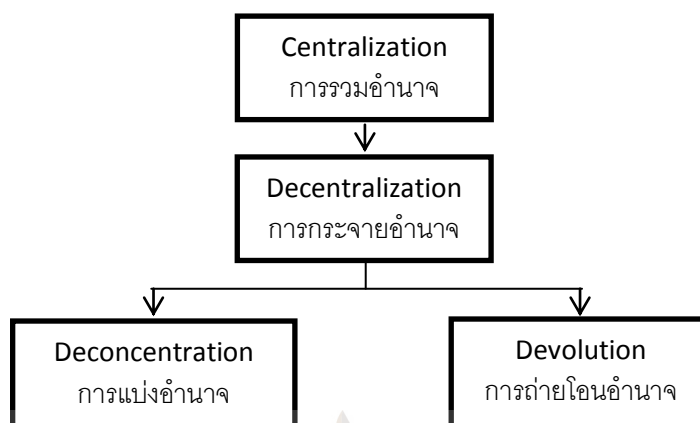 Centralization
การรวมอำนาจ
Decentralization
การกระจายอำนาจ
Deconcentration
การแบ่งอำนาจ
Devolution
การถ่ายโอนอำนาจ